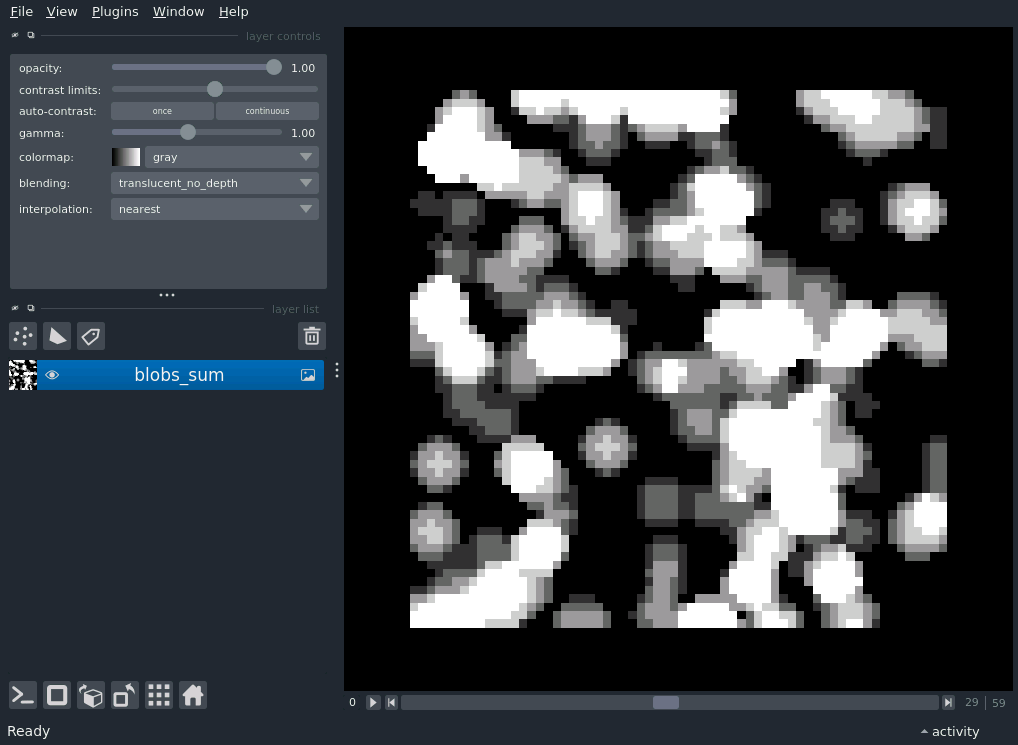 File View Plugins Window Help
layer controls
opacity: 1.00
contrast limits:
auto-contrast: once continuous
gamma: 1.00
colormap: gray
blending: translucent_no_depth
interpolation: nearest
layer list
blobs_sum
0 29 59
Ready activity